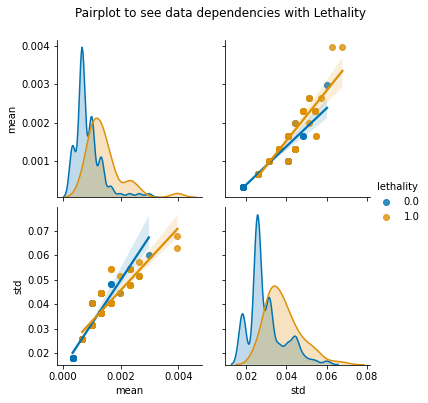 Pairplot to see data dependencies with Lethality
0.004
0.003
0.002
0.001
mean
lethality
0.0
1.0
0.07
0.06
0.05
0.04
0.03
0.02
std
0.000 0.002 0.004
mean
0.02 0.04 0.06 0.08
std